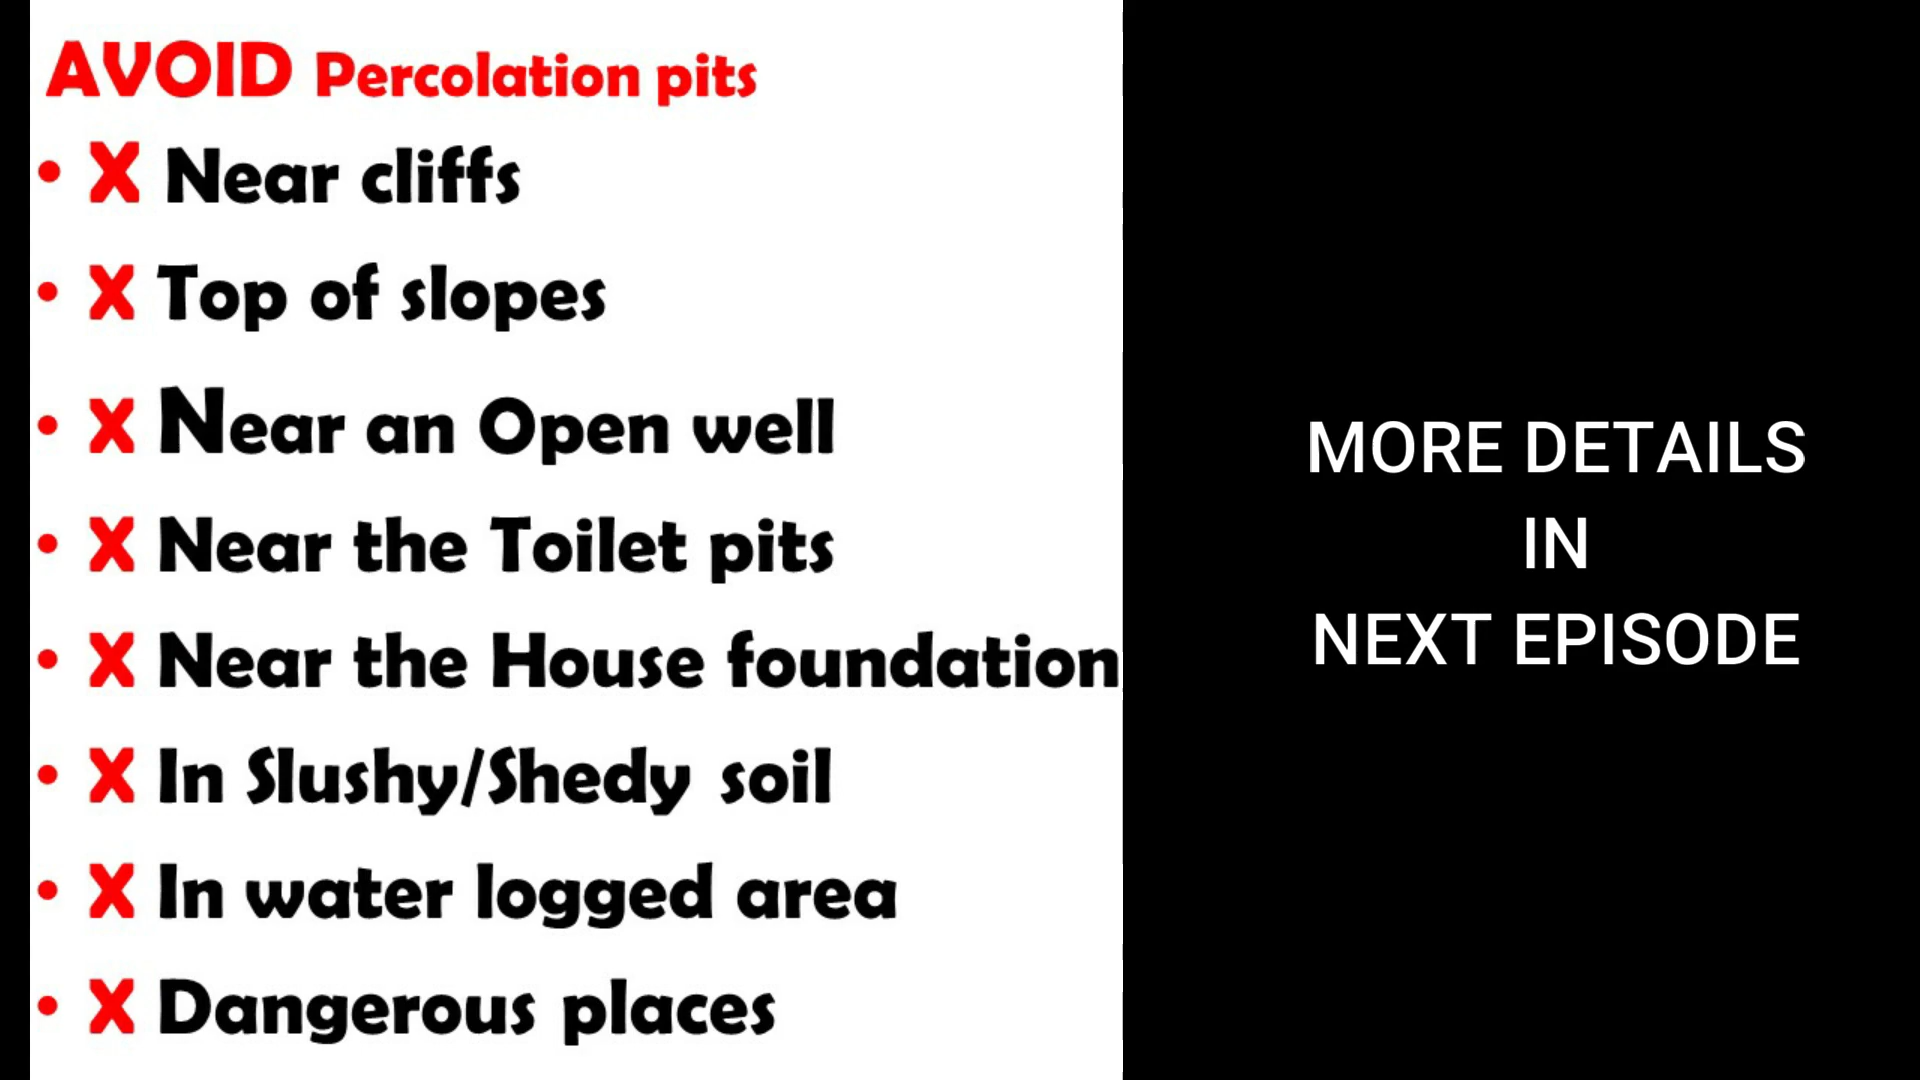 AVOID Percolation pits
• X Near cliffs
• X Top of slopes
• X Near an Open well
• X Near the Toilet pits
• X Near the House foundation
• X In Slushy/Shedy soil
• X In water logged area
• X Dangerous places
MORE DETAILS
IN
NEXT EPISODE